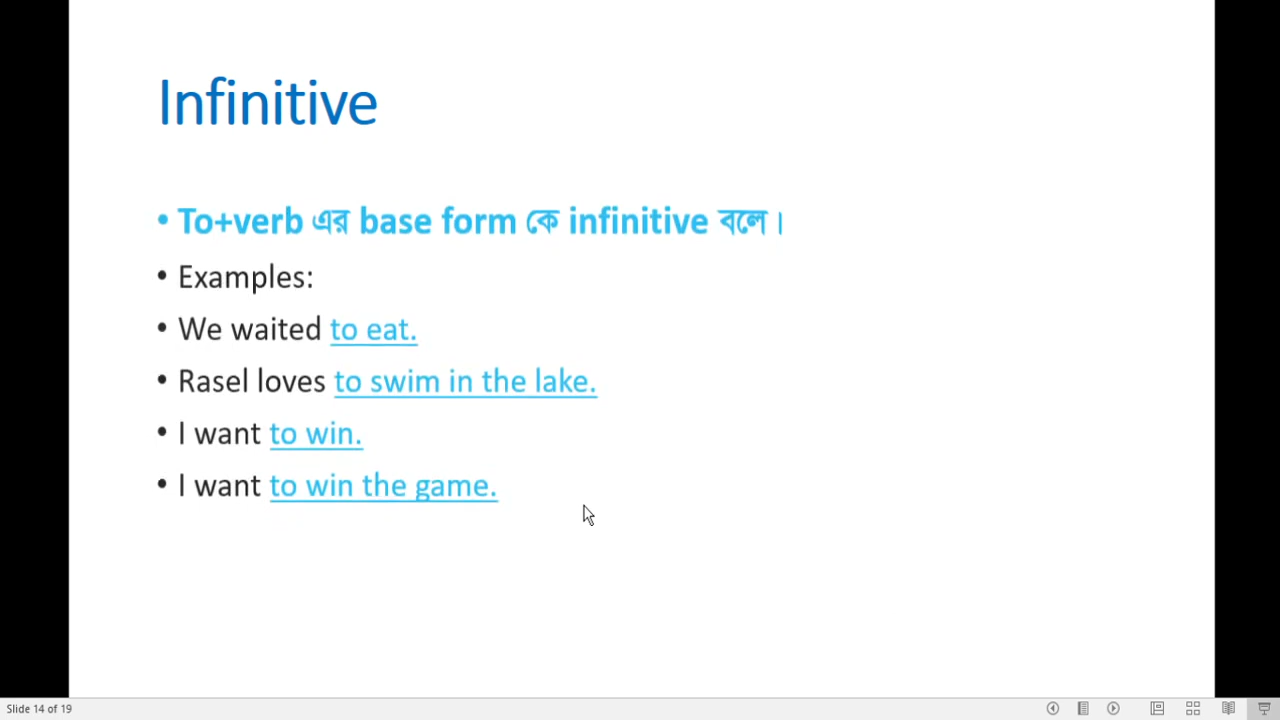 Infinitive
• To+verb এর base form কে infinitive বলে।
• Examples:
• We waited to eat.
• Rasel loves to swim in the lake.
• I want to win.
• I want to win the game.
Slide 14 of 19